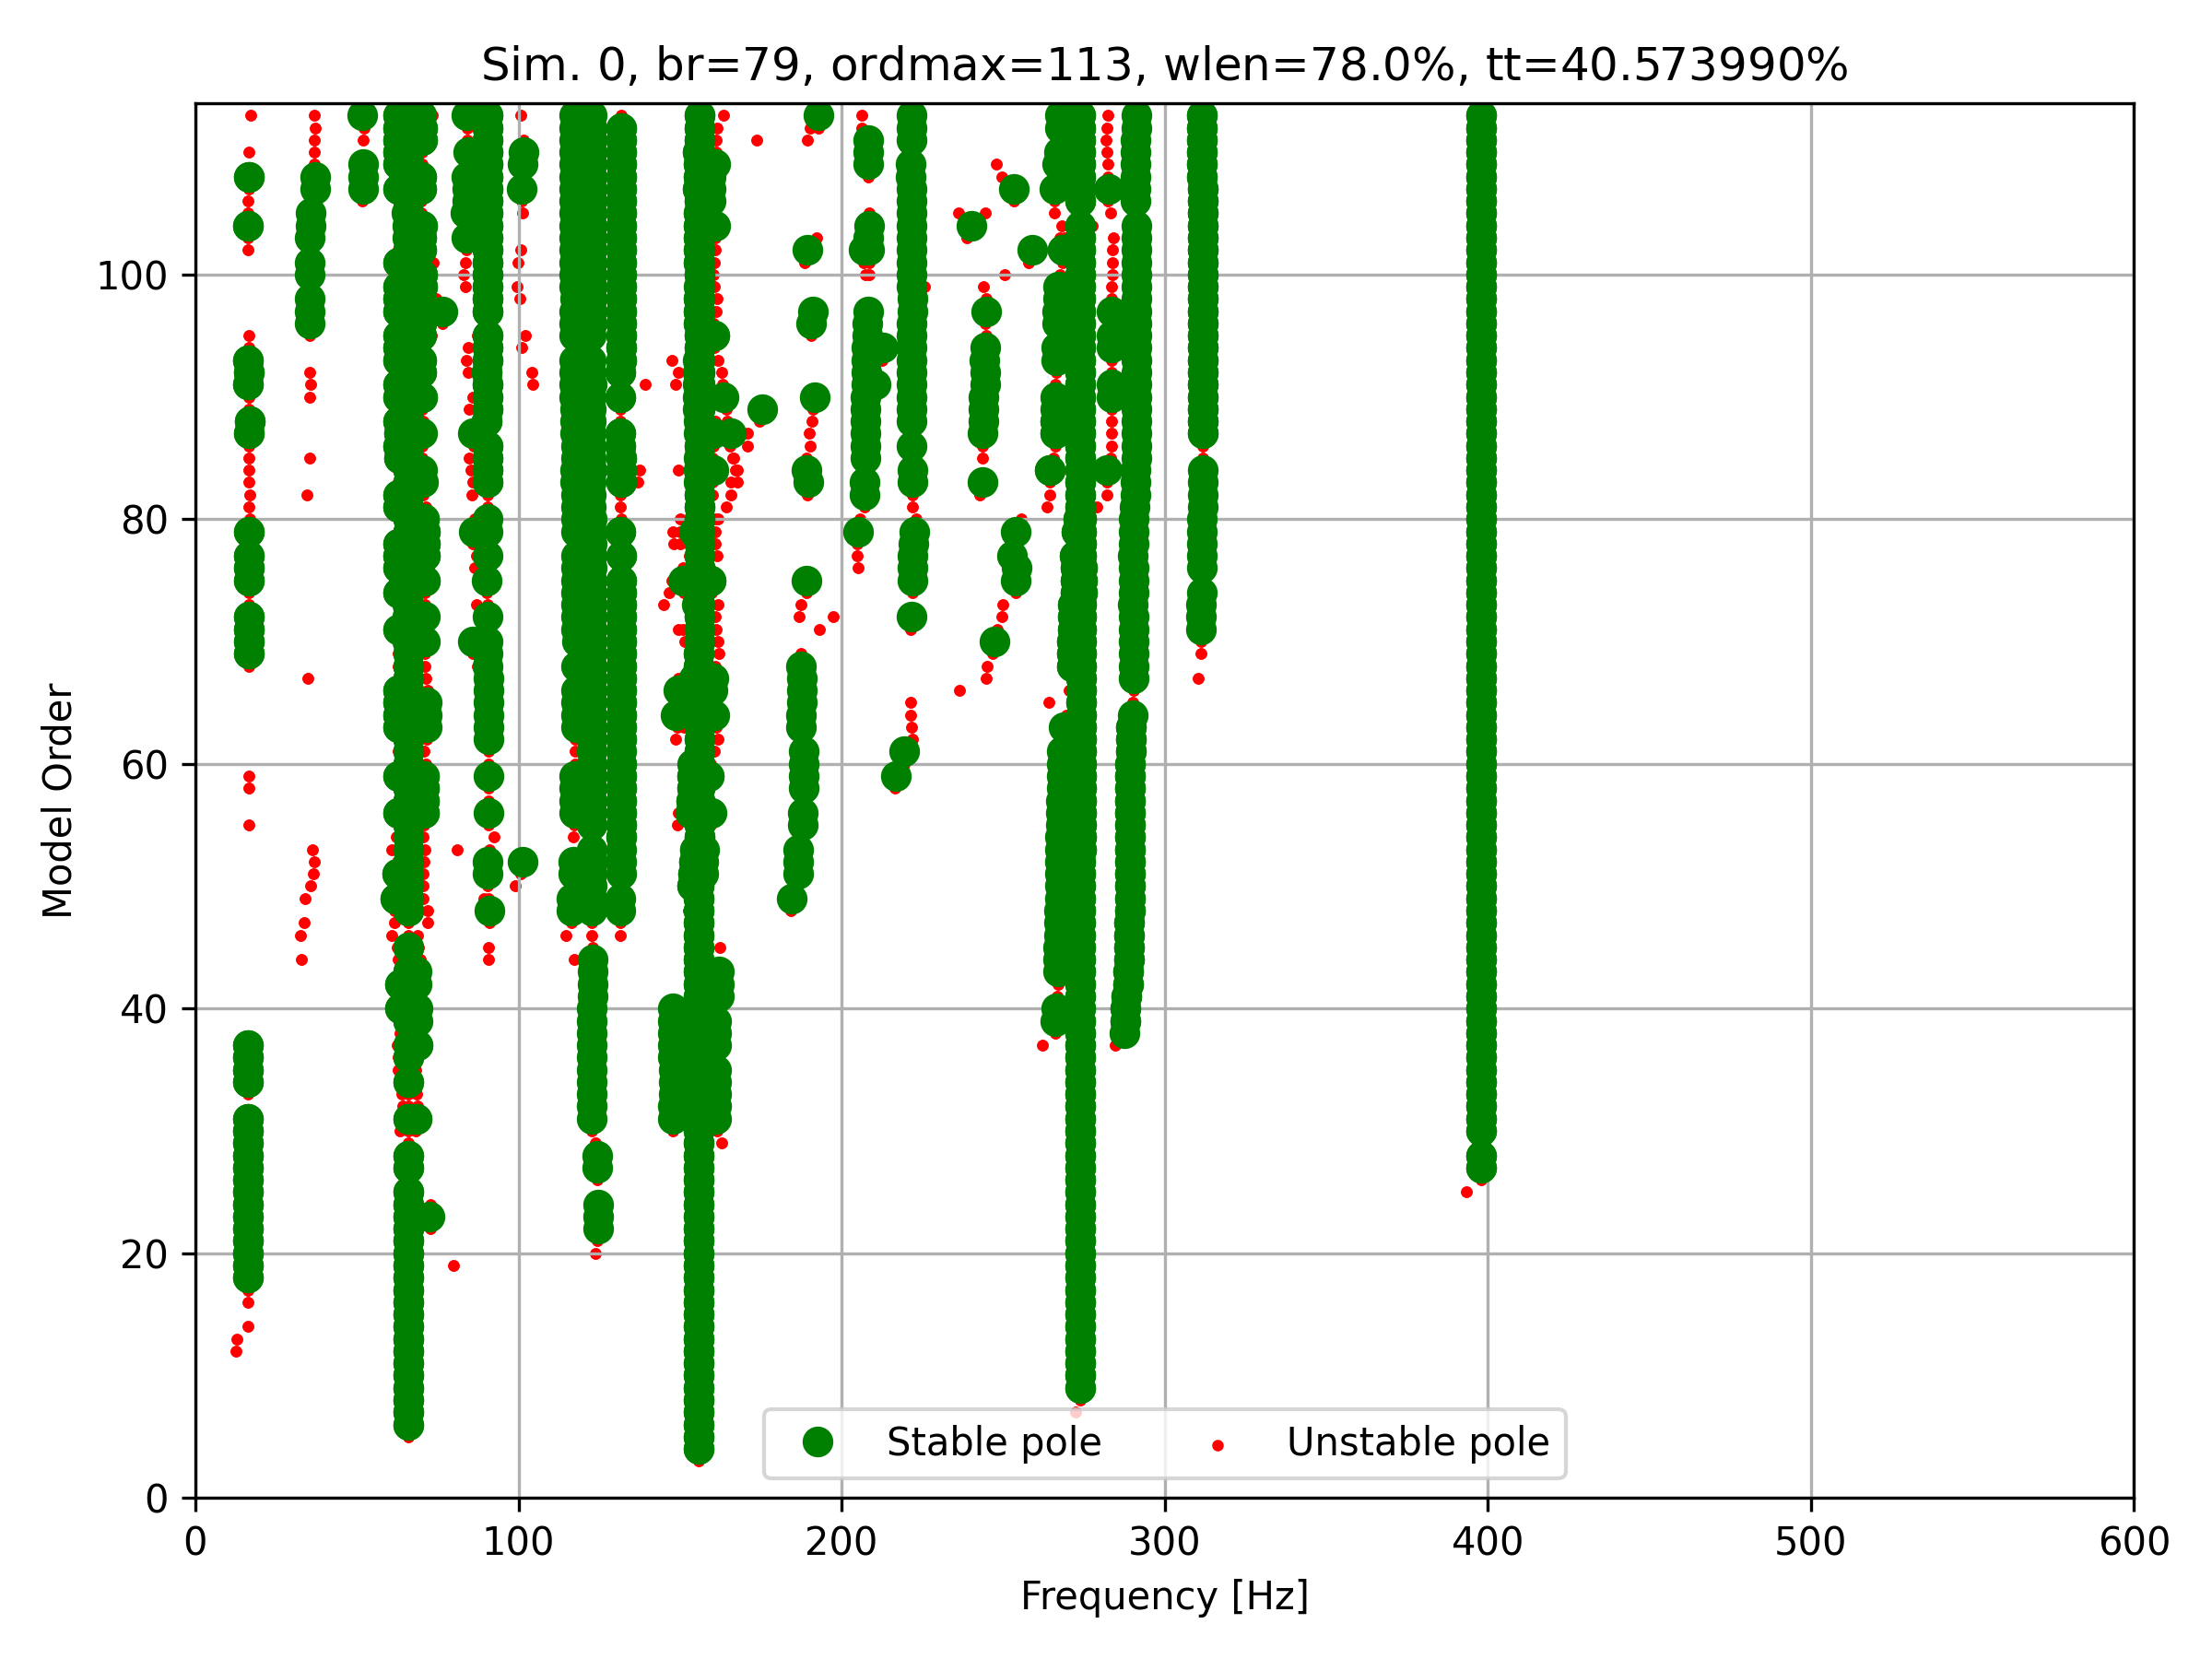 Sim. 0, br=79, ordmax=113, wlen=78.0%, tt=40.573990%
Model Order
100
80
60
40
20
0
Stable pole
Unstable pole
0 100 200 300 400 500 600
Frequency [Hz]